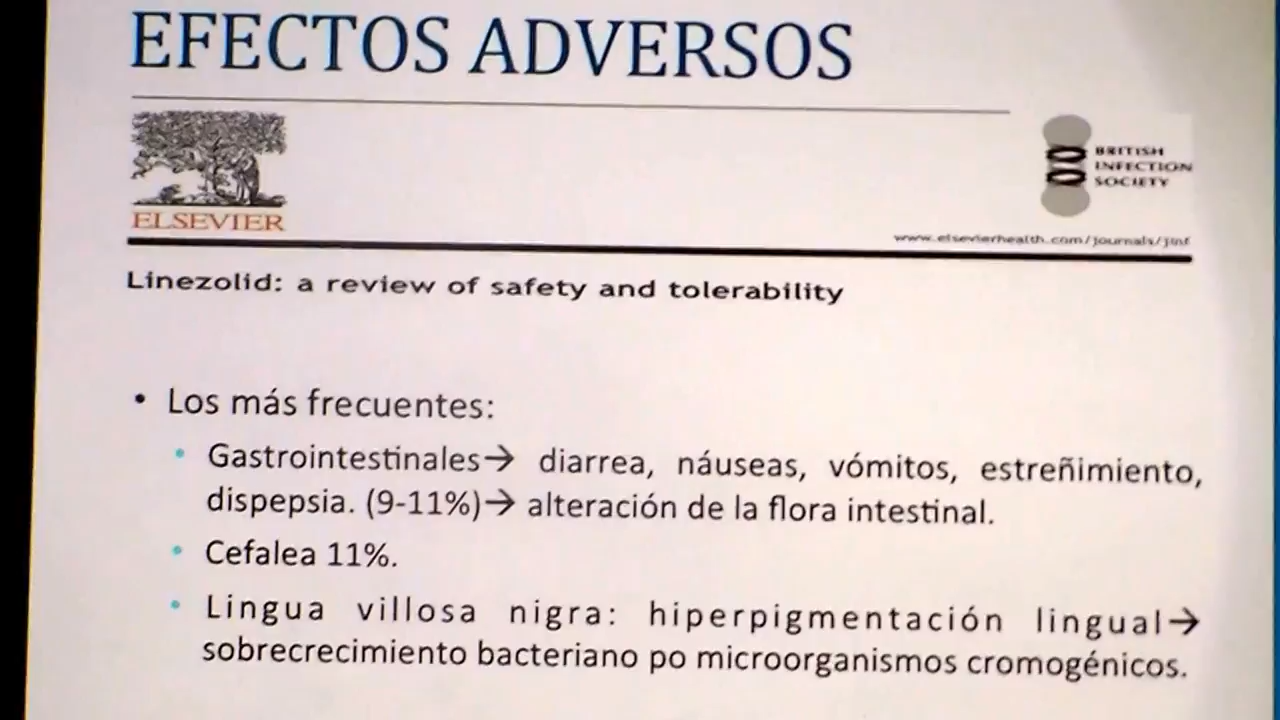 EFECTOS ADVERSOS
ELSEVIER
BRITISH
INFECTION
SOCIETY
www.elsevierhealth.com/journals/jinf
Linezolid: a review of safety and tolerability
• Los más frecuentes:
• Gastrointestinales→ diarrea, náuseas, vómitos, estreñimiento,
dispepsia. (9-11%)→ alteración de la flora intestinal.
• Cefalea 11%.
• Lingua villosa nigra: hiperpigmentación lingual→
sobrecrecimiento bacteriano po microorganismos cromogénicos.